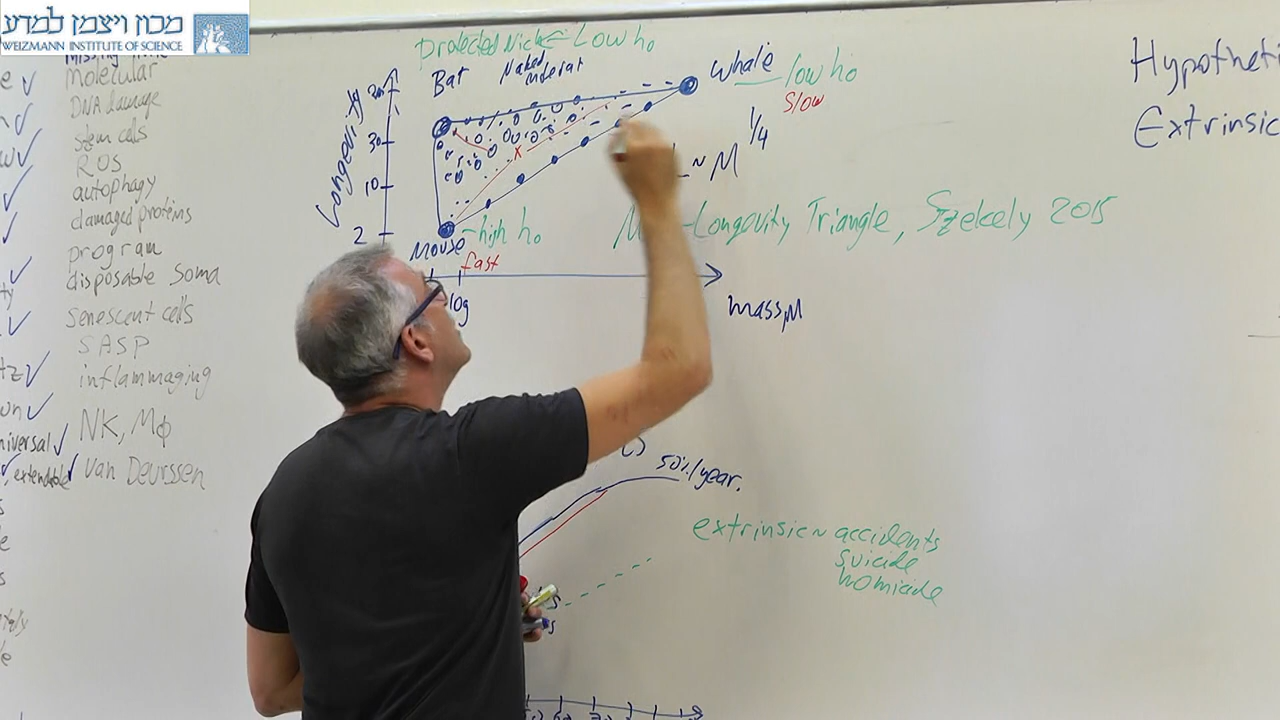 מכון ויצמן למדע
WEIZMANN INSTITUTE OF SCIENCE
molecular
DNA damage
stem cells
ROS
autophagy
damaged proteins
program
disposable soma
senescent cells
SASP
inflammaging
NK, Mφ
Van Deurssen
niversal
extendable
Protected Niche = Low h₀
Bat
Naked
molerat
Whale
low h₀
Slow
Longevity
30
10
2
L ~ M^1/4
Mouse
high h₀
fast
10g
mass, M
Longevity Triangle, Szekely 2015
50%/year.
extrinsic ~ accidents
suicide
homicide
Extrinsic